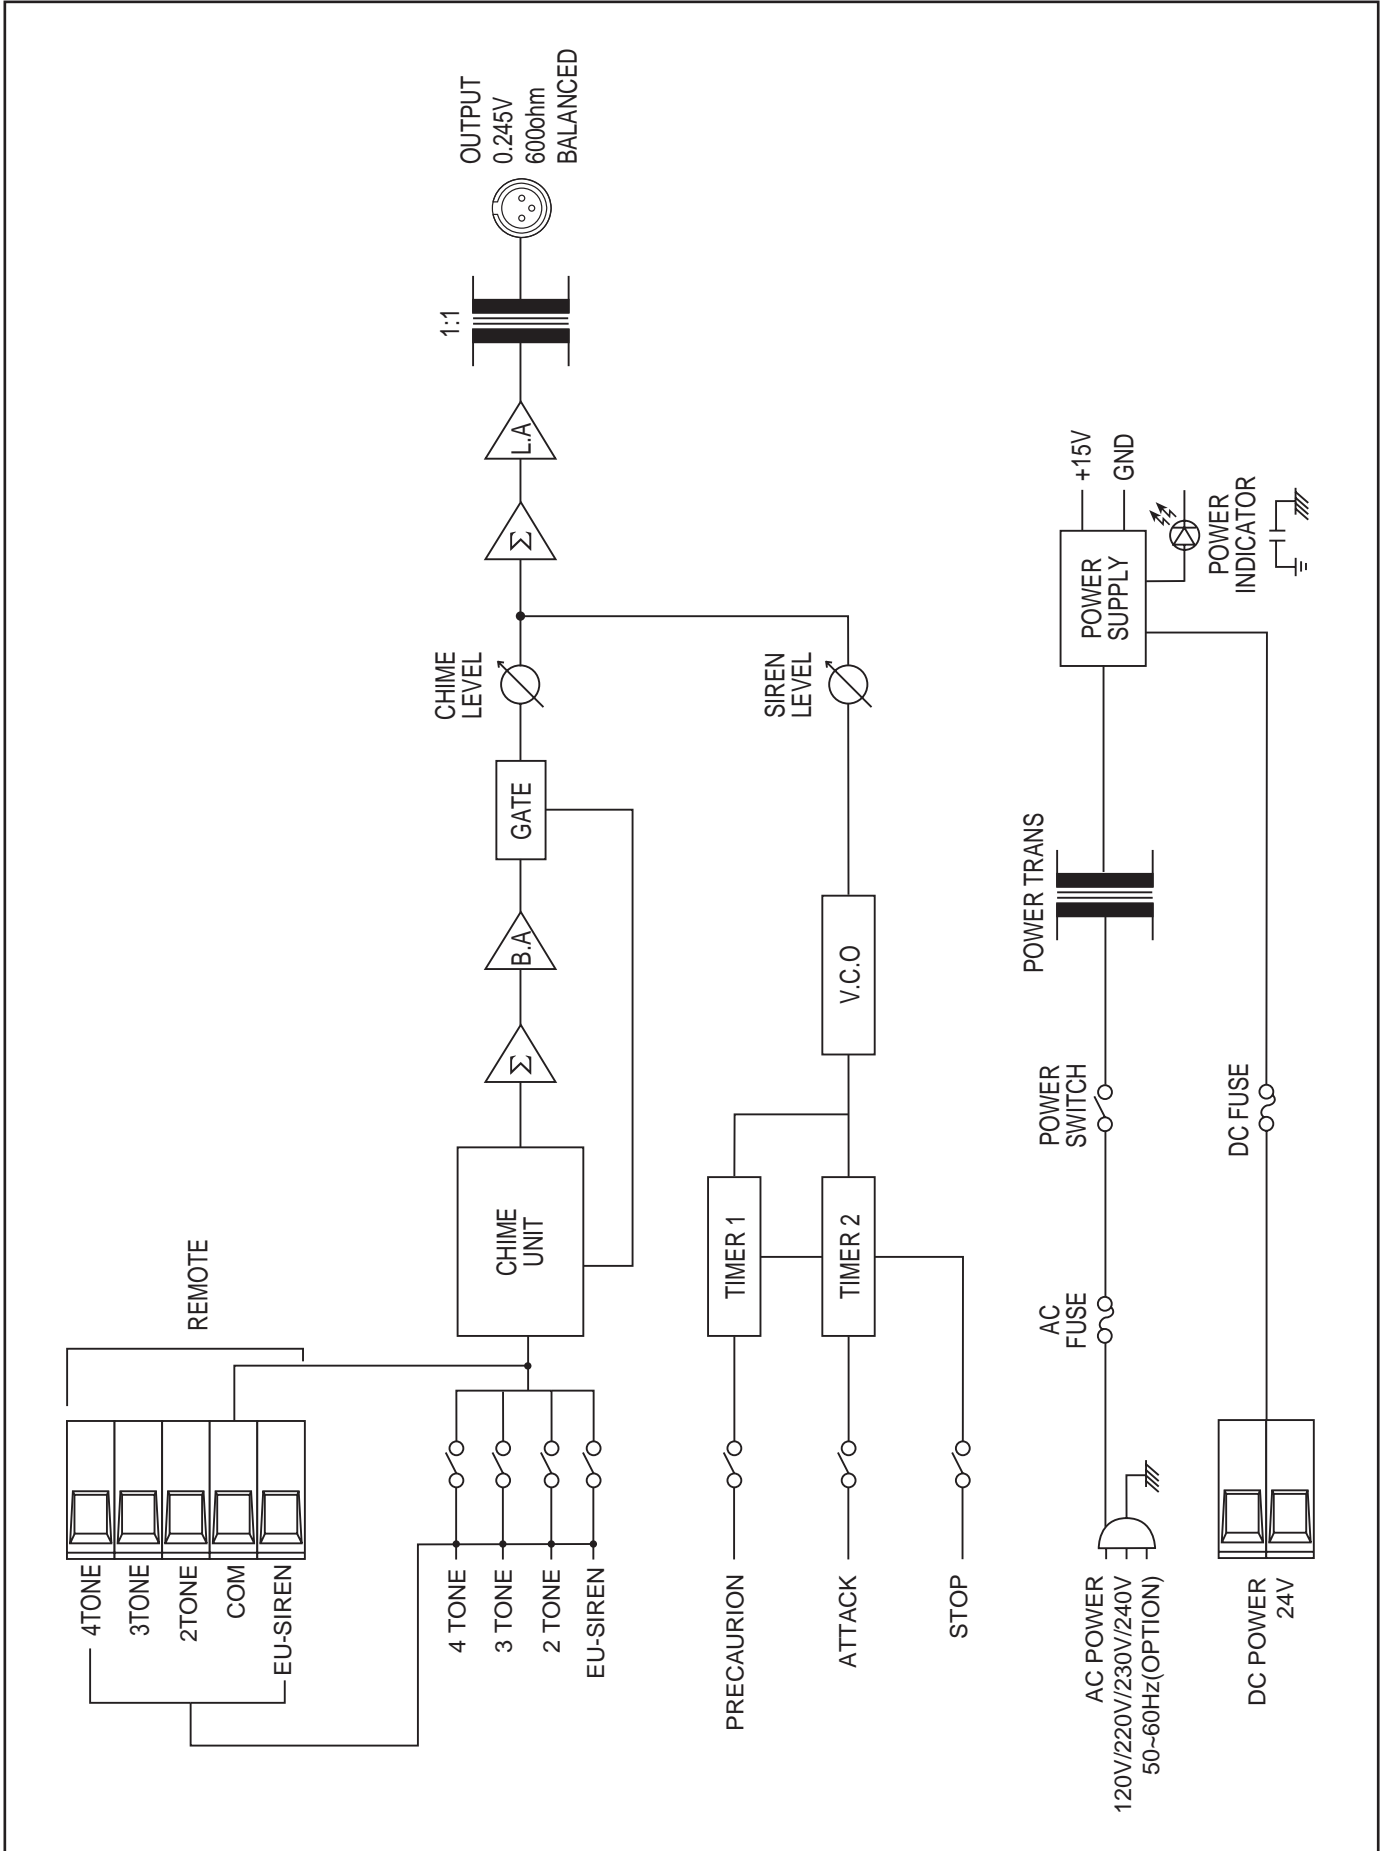 REMOTE
4TONE
3TONE
2TONE
COM
EU-SIREN
4 TONE
3 TONE
2 TONE
EU-SIREN
CHIME
UNIT
Σ
B.A
GATE
CHIME
LEVEL
Σ
L.A
1:1
OUTPUT
0.245V
600ohm
BALANCED
PRECAURION
ATTACK
STOP
TIMER 1
TIMER 2
V.C.O
SIREN
LEVEL
AC POWER
120V/220V/230V/240V
50~60Hz(OPTION)
AC
FUSE
POWER
SWITCH
POWER TRANS
POWER
SUPPLY
+15V
GND
POWER
INDICATOR
DC POWER
24V
DC FUSE